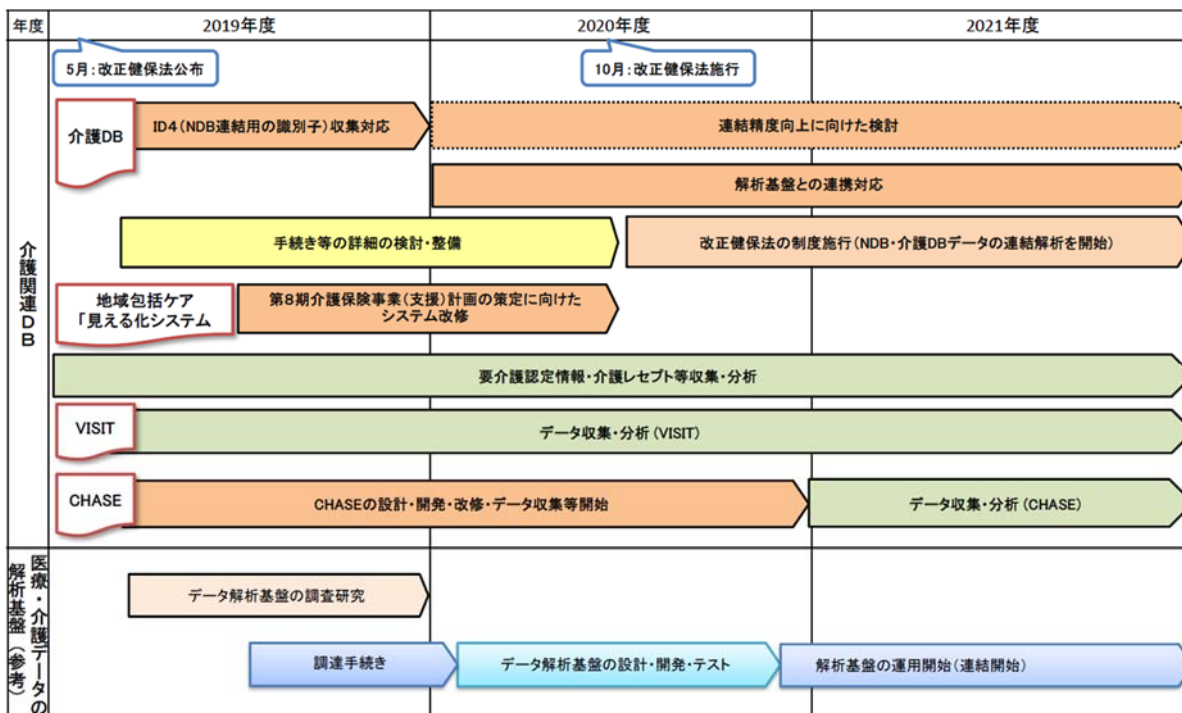 年度
2019年度
2020年度
2021年度
5月:改正健保法公布
10月:改正健保法施行
介護関連DB
介護DB
ID4(NDB連結用の識別子)収集対応
連結精度向上に向けた検討
解析基盤との連携対応
手続き等の詳細の検討・整備
改正健保法の制度施行(NDB・介護DBデータの連結解析を開始)
地域包括ケア
「見える化システム
第8期介護保険事業(支援)計画の策定に向けた
システム改修
要介護認定情報・介護レセプト等収集・分析
VISIT
データ収集・分析(VISIT)
CHASE
CHASEの設計・開発・改修・データ収集等開始
データ収集・分析(CHASE)
医療・介護データの
解析基盤(参考)
データ解析基盤の調査研究
調達手続き
データ解析基盤の設計・開発・テスト
解析基盤の運用開始(連結開始)